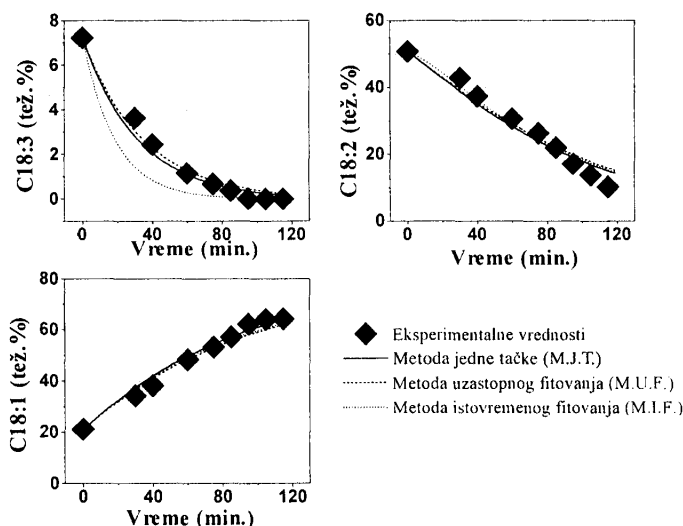 8
6
4
2
0
C18:3 (tež. %)
0 40 80 120
Vreme (min.)
60
40
20
0
C18:2 (tež. %)
0 40 80 120
Vreme (min.)
80
60
40
20
0
C18:1 (tež. %)
0 40 80 120
Vreme (min.)
Eksperimentalne vrednosti
Metoda jedne tačke (M.J.T.)
Metoda uzastopnog fitovanja (M.U.F.)
Metoda istovremenog fitovanja (M.I.F.)